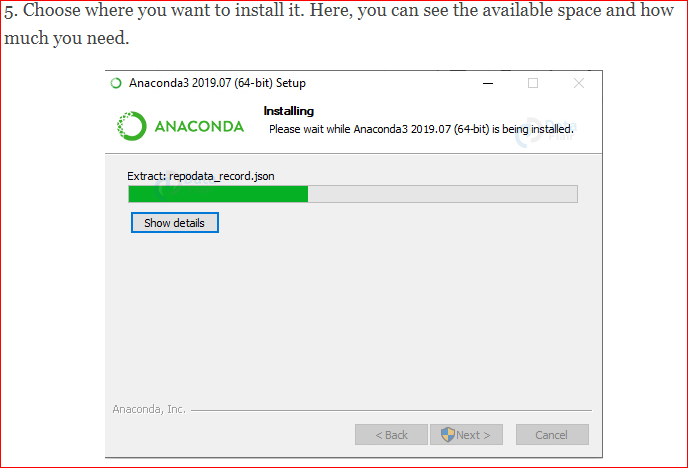 5. Choose where you want to install it. Here, you can see the available space and how
much you need.
Anaconda3 2019.07 (64-bit) Setup
ANACONDA
Installing
Please wait while Anaconda3 2019.07 (64-bit) is being installed.
Extract: repodata_record.json
Show details
Anaconda, Inc.
< Back
Next >
Cancel